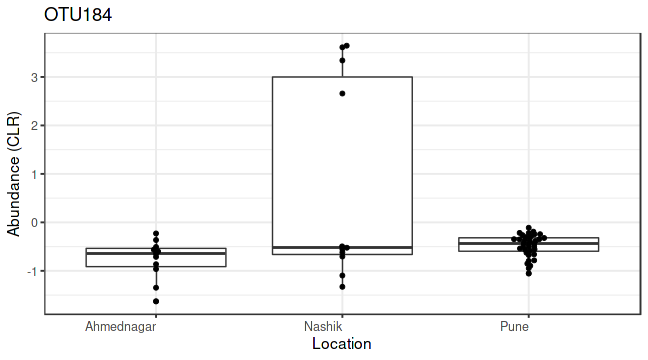 OTU184
Abundance (CLR)
3
2
1
0
-1
Ahmednagar
Nashik
Pune
Location